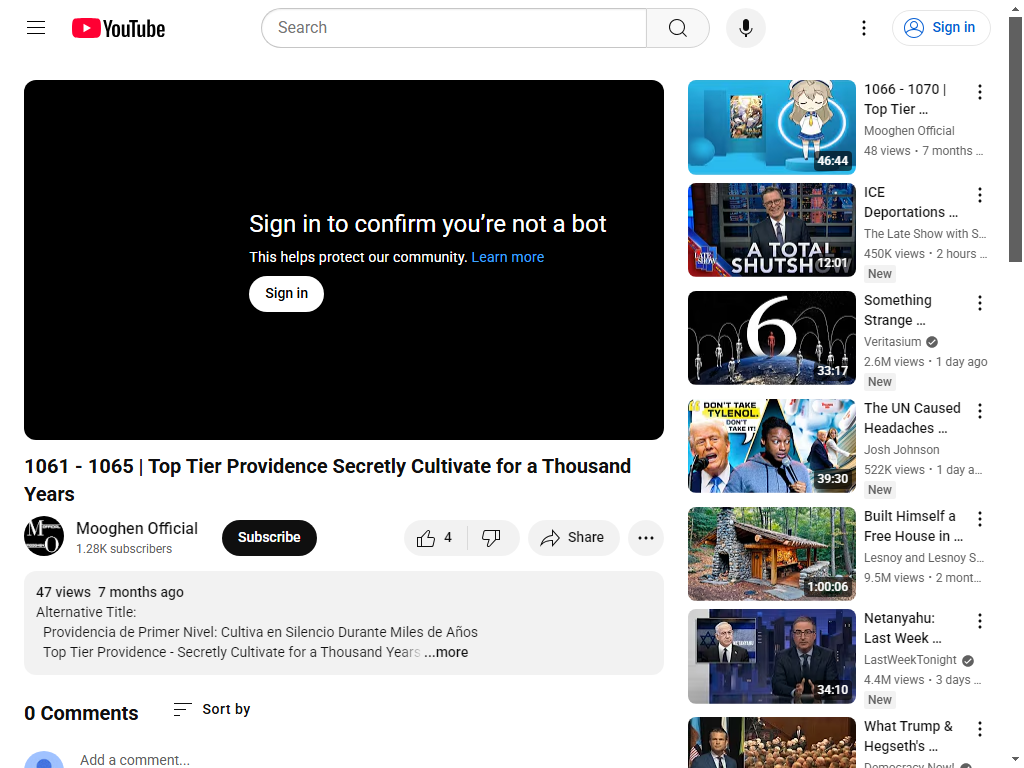 YouTube
Search
Sign in
Sign in to confirm you're not a bot
This helps protect our community. Learn more
Sign in
1061 - 1065 | Top Tier Providence Secretly Cultivate for a Thousand
Years
Mooghen Official
1.28K subscribers
Subscribe
4
Share
47 views 7 months ago
Alternative Title:
Providencia de Primer Nivel: Cultiva en Silencio Durante Miles de Años
Top Tier Providence - Secretly Cultivate for a Thousand Years ...more
0 Comments
Sort by
Add a comment...
46:44
1066 - 1070 |
Top Tier ...
Mooghen Official
48 views • 7 months ...
LATE SHOW
A TOTAL
SHUTSHOW
12:01
ICE
Deportations ...
The Late Show with S...
450K views • 2 hours ...
New
6
33:17
Something
Strange ...
Veritasium
2.6M views • 1 day ago
New
DON'T TAKE
TYLENOL.
DON'T
TAKE IT!
39:30
The UN Caused
Headaches ...
Josh Johnson
522K views • 1 day a...
New
1:00:06
Built Himself a
Free House in ...
Lesnoy and Lesnoy S...
9.5M views • 2 mont...
34:10
Netanyahu:
Last Week ...
LastWeekTonight
4.4M views • 3 days ...
New
What Trump &
Hegseth's ...
Democracy Now!